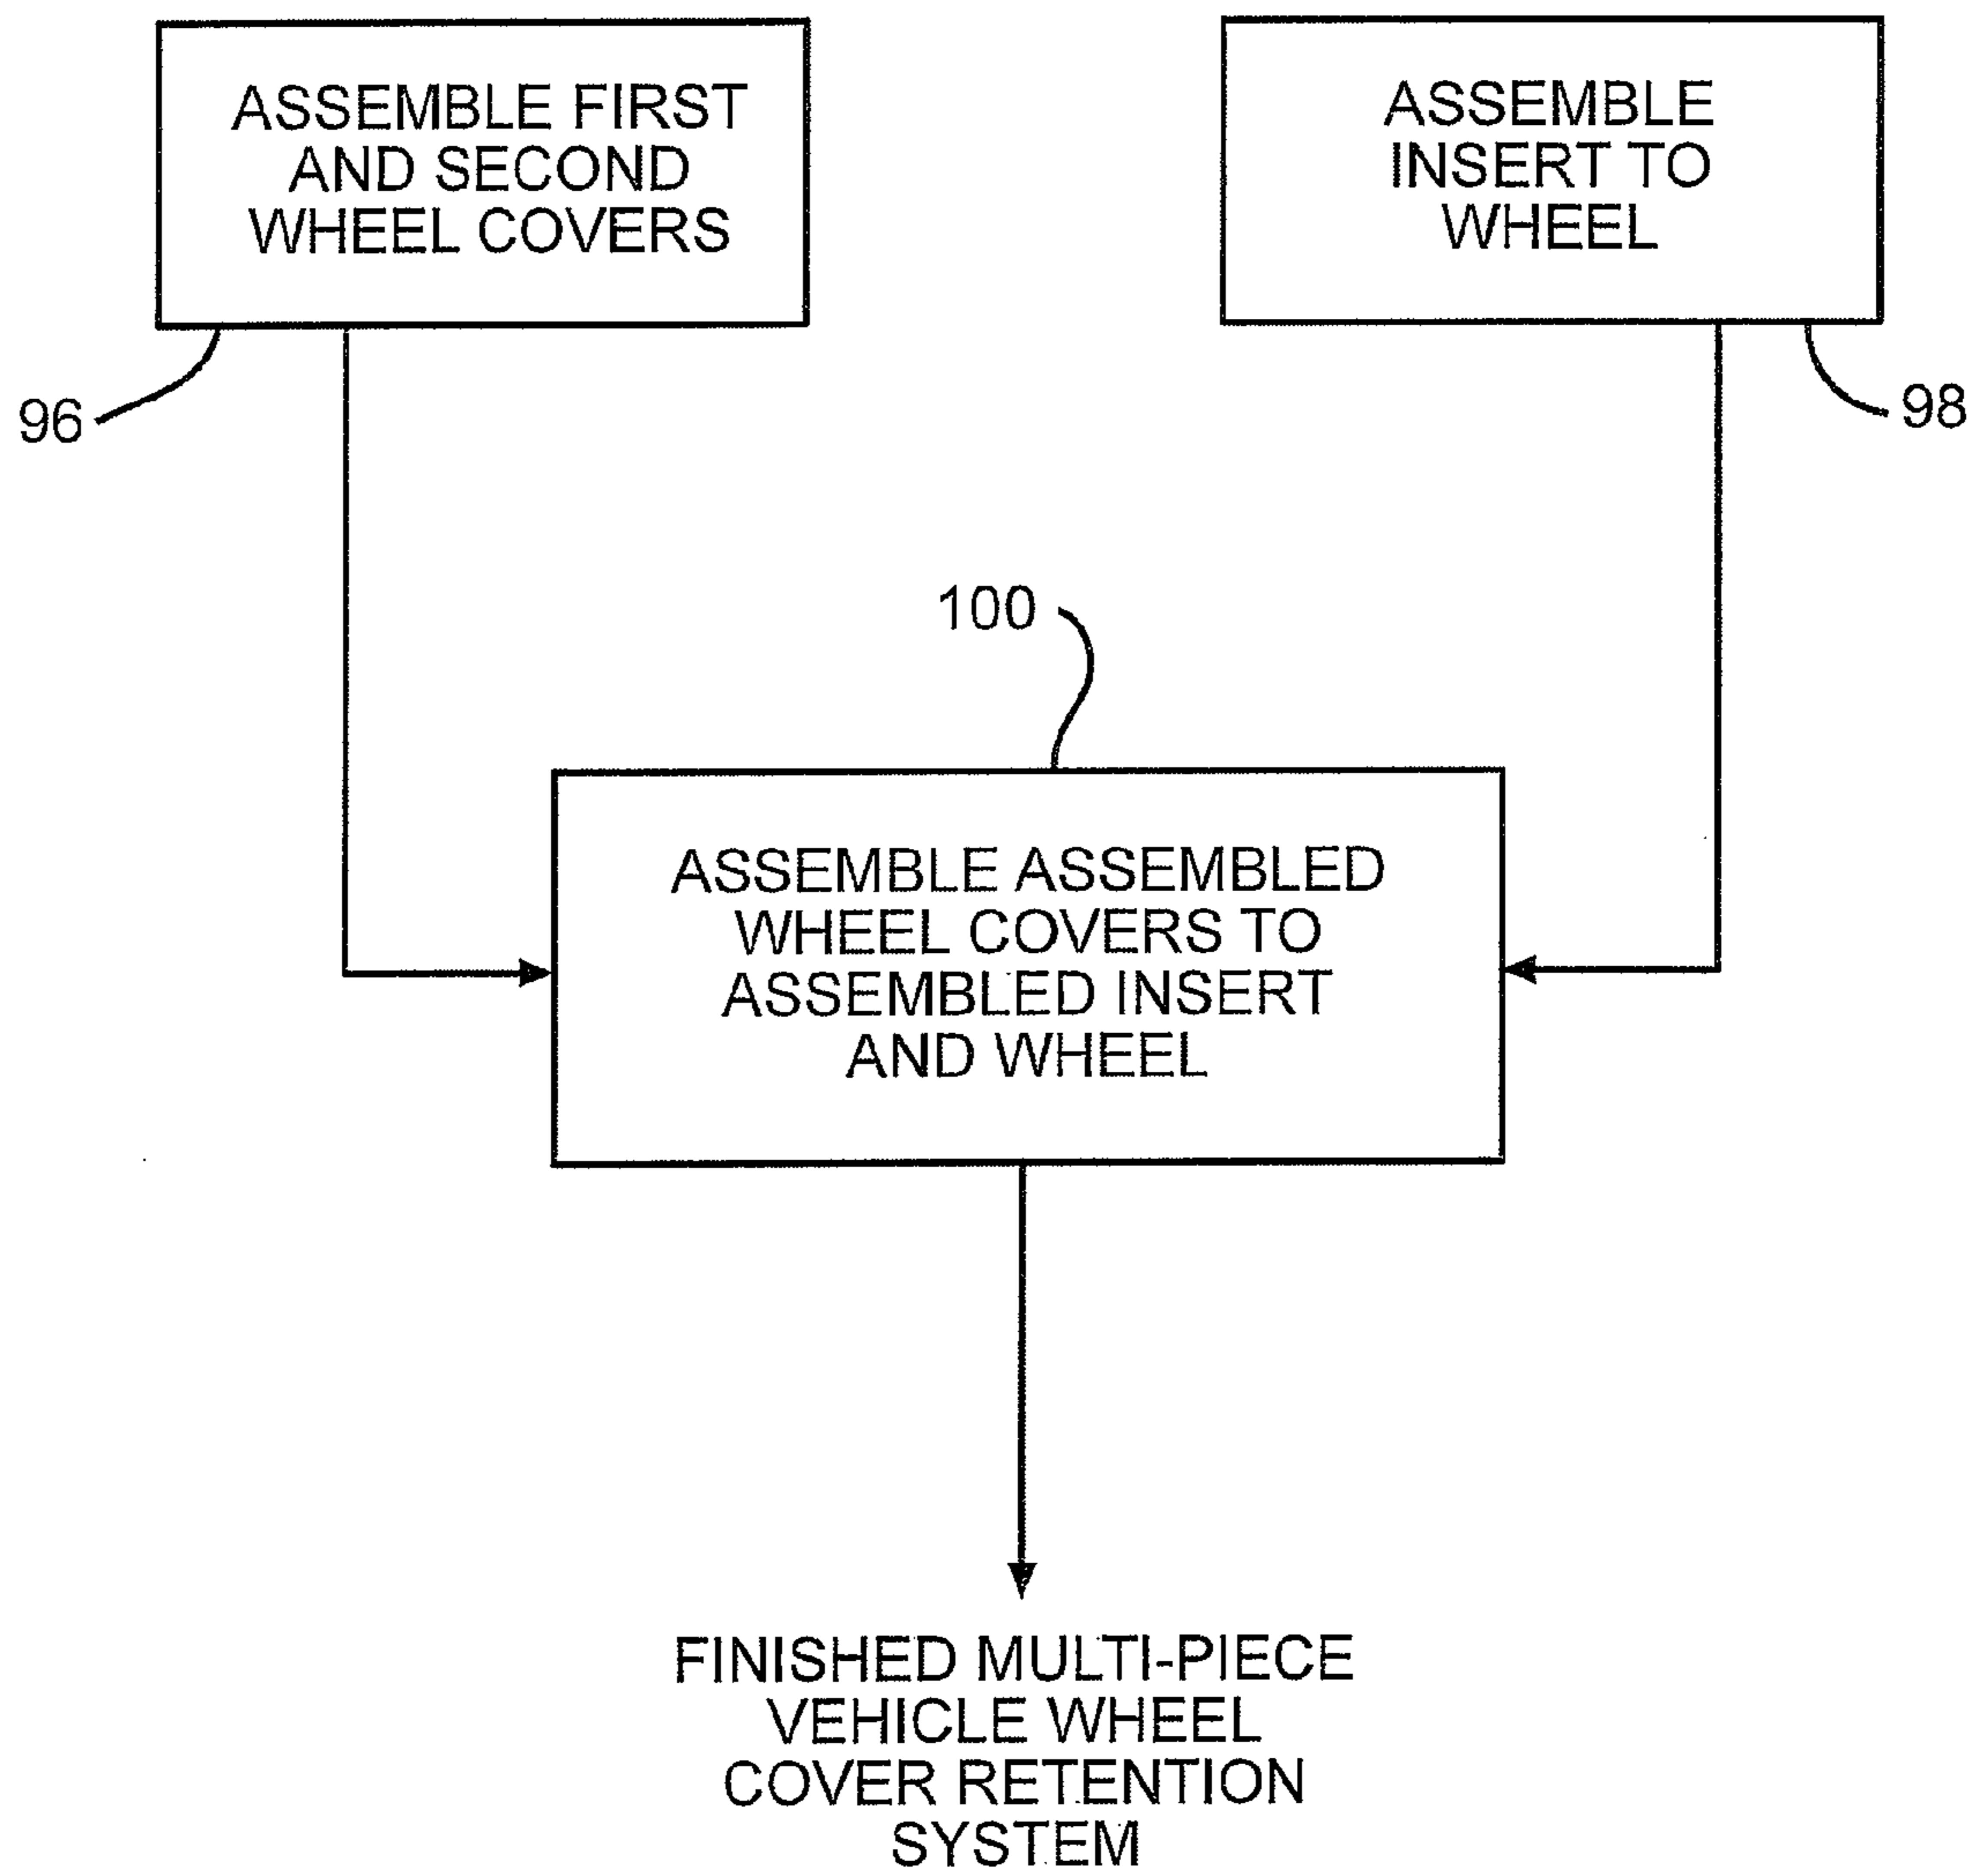 ASSEMBLE FIRST
AND SECOND
WHEEL COVERS
ASSEMBLE
INSERT TO
WHEEL
96
98
100
ASSEMBLE ASSEMBLED
WHEEL COVERS TO
ASSEMBLED INSERT
AND WHEEL
FINISHED MULTI-PIECE
VEHICLE WHEEL
COVER RETENTION
SYSTEM